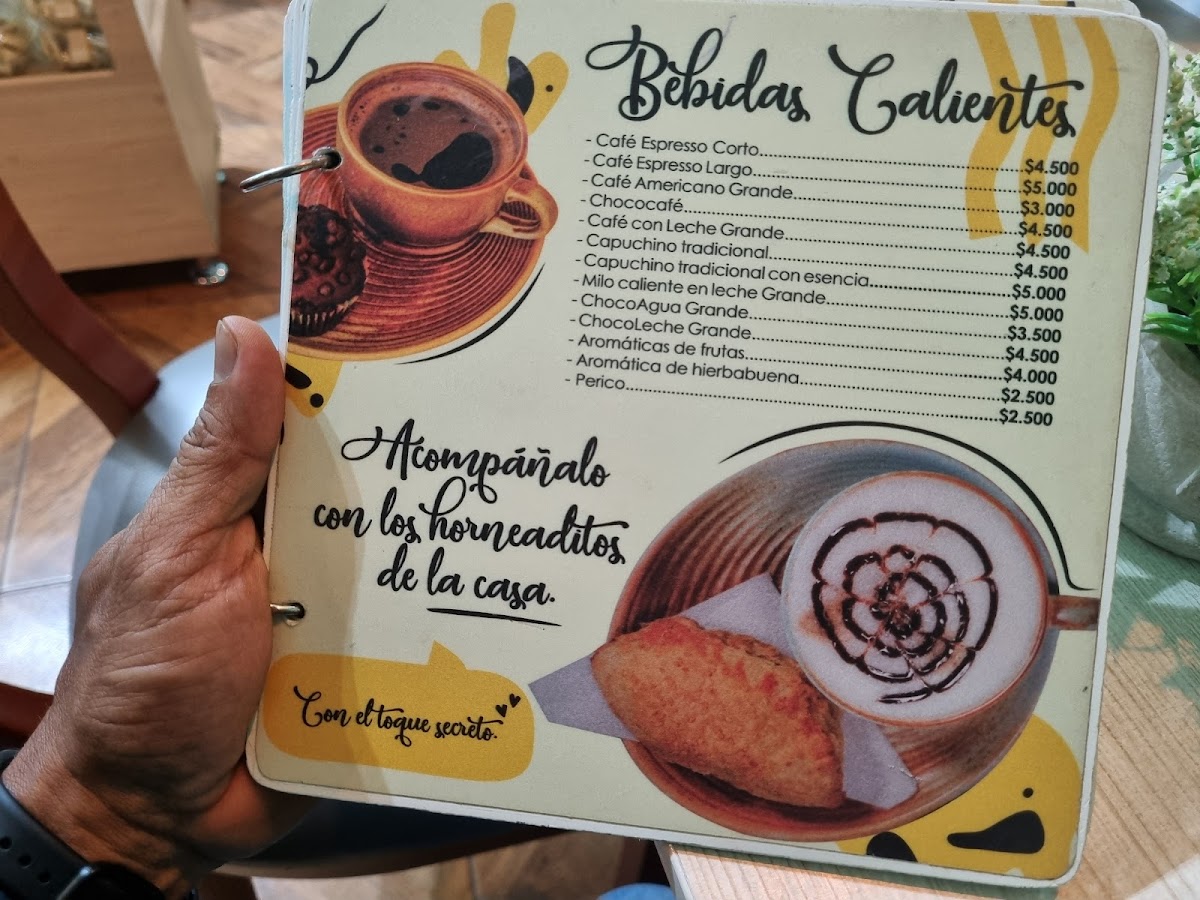 Bebidas Calientes
- Café Espresso Corto........................$4.500
- Café Espresso Largo........................$5.000
- Café Americano Grande........................$3.000
- Chococafé........................$4.500
- Café con Leche Grande........................$4.500
- Capuchino tradicional........................$4.500
- Capuchino tradicional con esencia........................$5.000
- Milo caliente en leche Grande........................$5.000
- ChocoAgua Grande........................$3.500
- ChocoLeche Grande........................$4.500
- Aromáticas de frutas........................$4.000
- Aromática de hierbabuena........................$2.500
- Perico........................$2.500
Acompáñalo
con los horneaditos
de la casa.
Con el toque secreto.